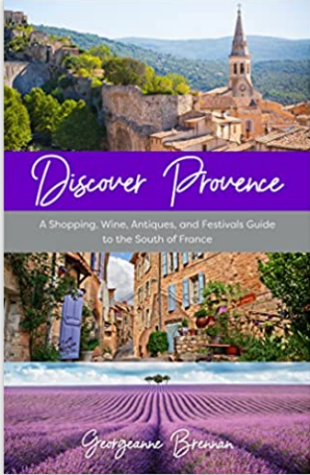 Discover Provence
A Shopping, Wine, Antiques, and Festivals Guide
to the South of France
Georgeanne Brennan